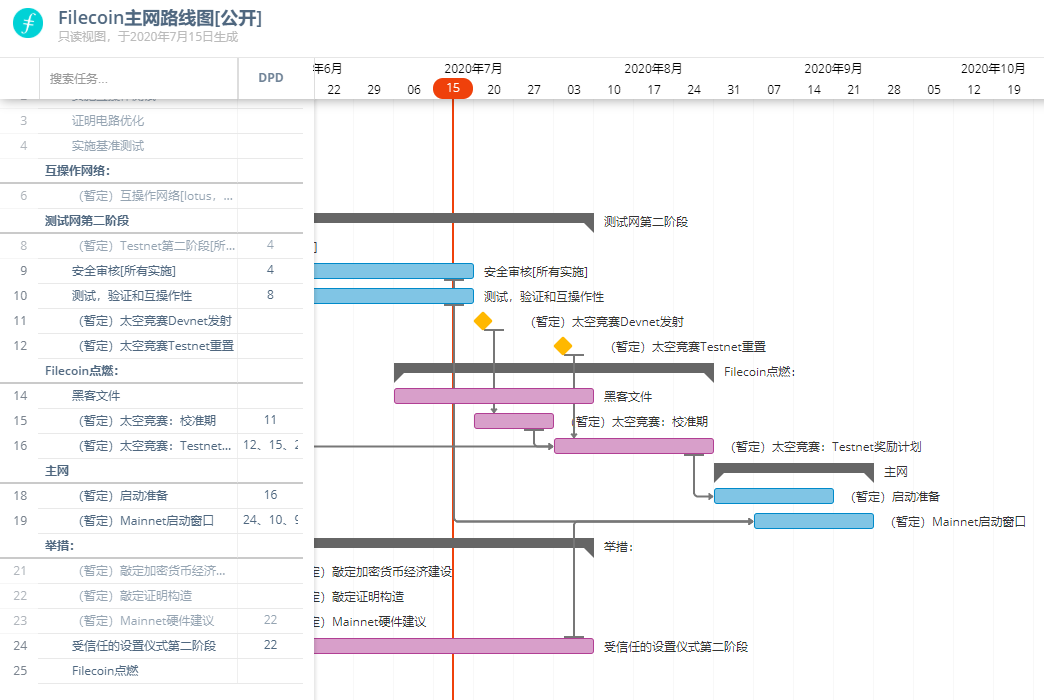 Filecoin主网路线图[公开]
只读视图，于2020年7月15日生成
搜索任务... DPD
年6月 2020年7月 2020年8月 2020年9月 2020年10月
22 29 06 15 20 27 03 10 17 24 31 07 14 21 28 05 12 19
3 证明电路优化
4 实施基准测试
互操作网络：
6 （暂定）互操作网络[lotus，...
测试网第二阶段 测试网第二阶段
8 （暂定）Testnet第二阶段[所... 4 ]
9 安全审核[所有实施] 4 安全审核[所有实施]
10 测试，验证和互操作性 8 测试，验证和互操作性
11 （暂定）太空竞赛Devnet发射 （暂定）太空竞赛Devnet发射
12 （暂定）太空竞赛Testnet重置 （暂定）太空竞赛Testnet重置
Filecoin点燃： Filecoin点燃：
14 黑客文件 黑客文件
15 （暂定）太空竞赛：校准期 11 （暂定）太空竞赛：校准期
16 （暂定）太空竞赛：Testnet... 12、15、2 （暂定）太空竞赛：Testnet奖励计划
主网 主网
18 （暂定）启动准备 16 （暂定）启动准备
19 （暂定）Mainnet启动窗口 24、10、9 （暂定）Mainnet启动窗口
举措： 举措：
21 （暂定）敲定加密货币经济... 定）敲定加密货币经济建设
22 （暂定）敲定证明构造 定）敲定证明构造
23 （暂定）Mainnet硬件建议 22 定）Mainnet硬件建议
24 受信任的设置仪式第二阶段 22 受信任的设置仪式第二阶段
25 Filecoin点燃